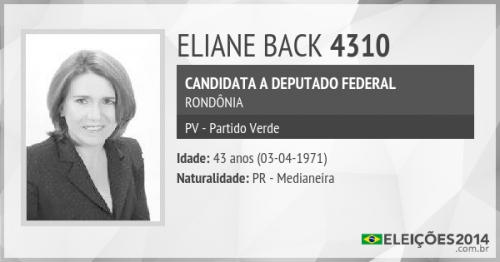 ELIANE BACK 4310
CANDIDATA A DEPUTADO FEDERAL
RONDÔNIA
PV - Partido Verde
Idade: 43 anos (03-04-1971)
Naturalidade: PR - Medianeira
ELEIÇÕES2014
.com.br